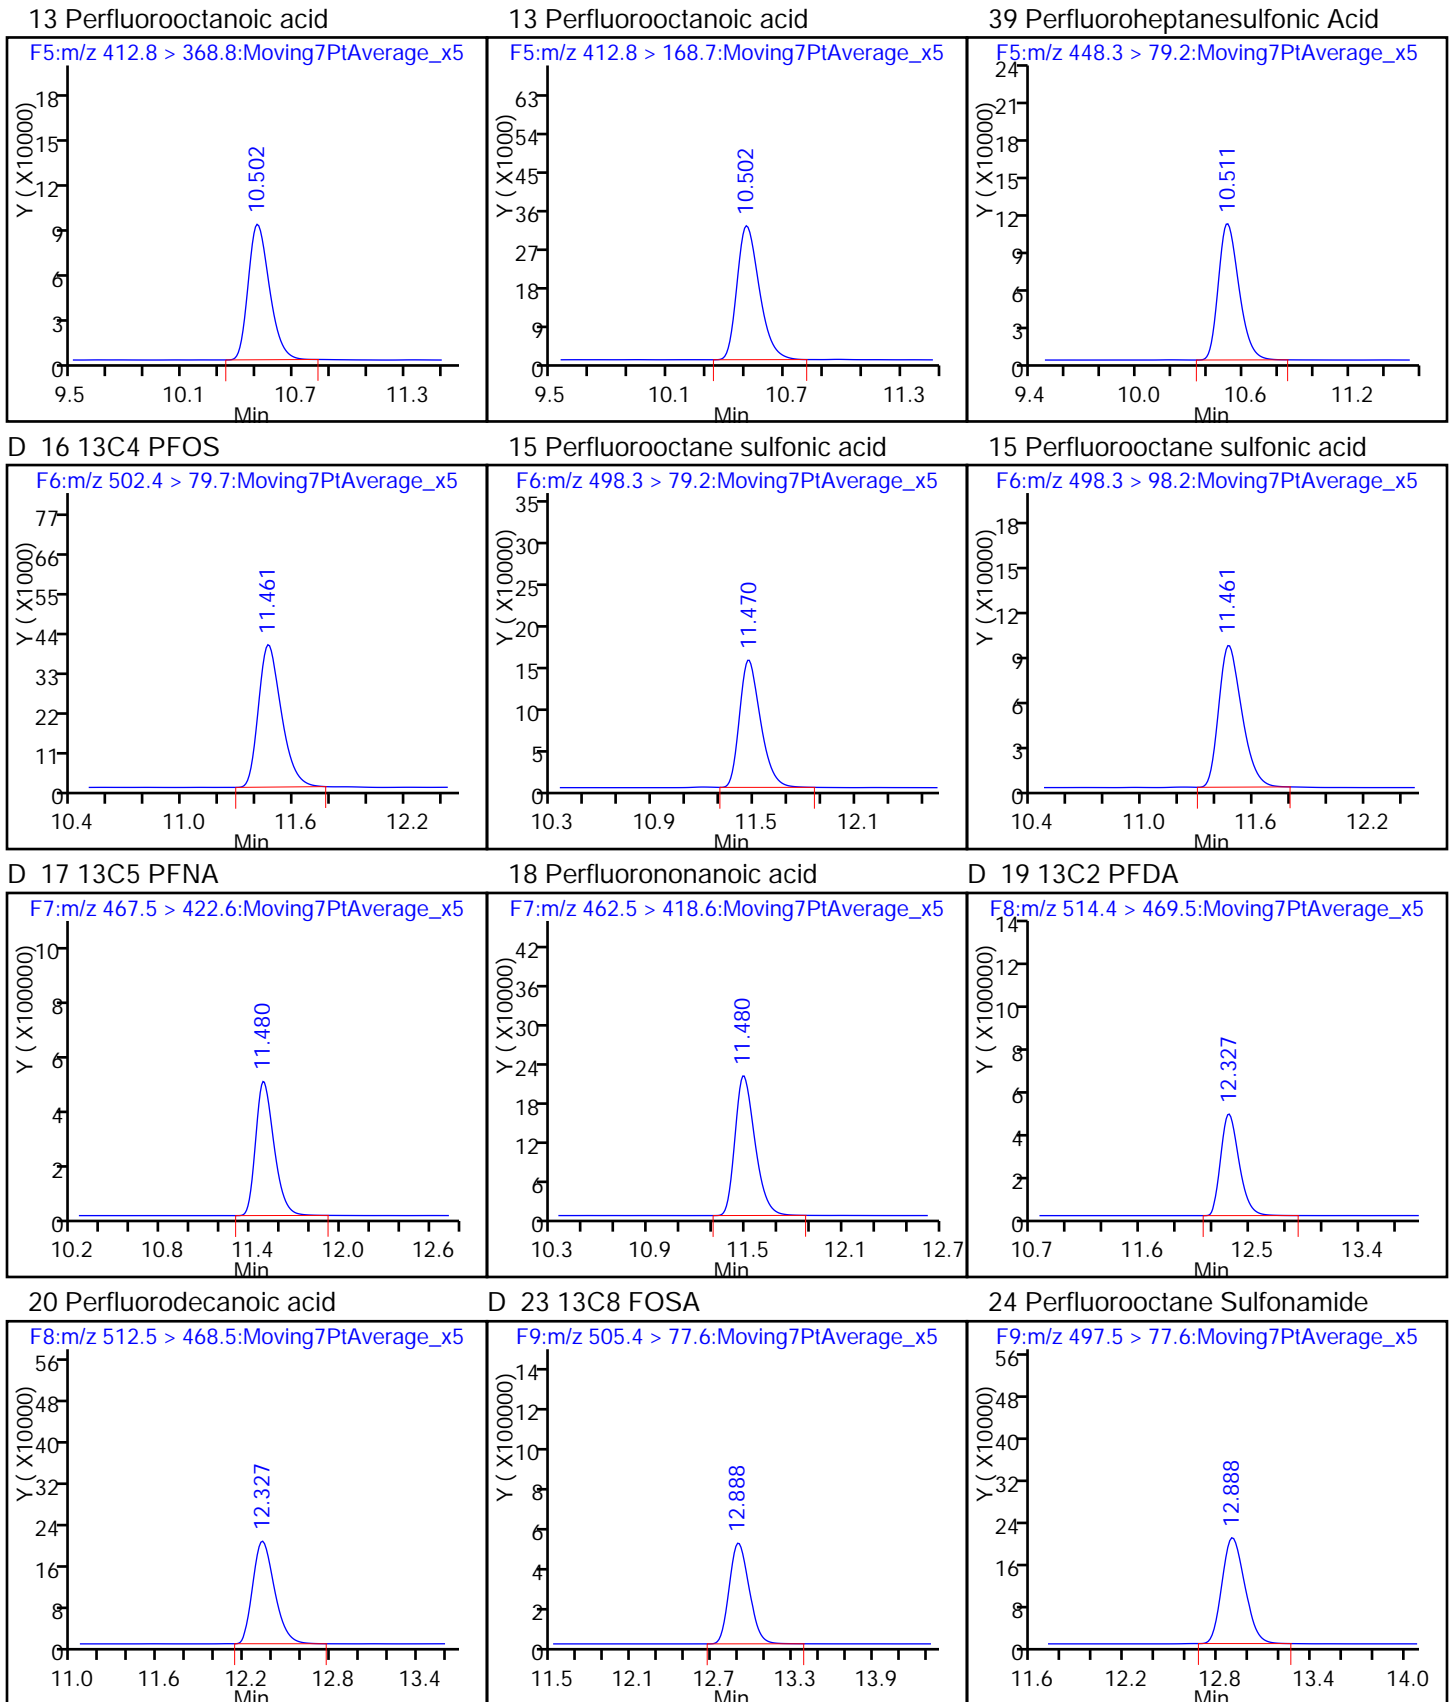 13 Perfluorooctanoic acid
F5:m/z 412.8 > 368.8:Moving7PtAverage_x5
Y ( X10000)
18
15
12
9
6
3
0
10.502
9.5 10.1 10.7 11.3
Min
13 Perfluorooctanoic acid
F5:m/z 412.8 > 168.7:Moving7PtAverage_x5
Y ( X1000)
63
54
45
36
27
18
9
0
10.502
9.5 10.1 10.7 11.3
Min
39 Perfluoroheptanesulfonic Acid
F5:m/z 448.3 > 79.2:Moving7PtAverage_x5
Y ( X10000)
24
21
18
15
12
9
6
3
0
10.511
9.4 10.0 10.6 11.2
Min
D 16 13C4 PFOS
F6:m/z 502.4 > 79.7:Moving7PtAverage_x5
Y ( X1000)
77
66
55
44
33
22
11
0
11.461
10.4 11.0 11.6 12.2
Min
15 Perfluorooctane sulfonic acid
F6:m/z 498.3 > 79.2:Moving7PtAverage_x5
Y ( X10000)
35
30
25
20
15
10
5
0
11.470
10.3 10.9 11.5 12.1
Min
15 Perfluorooctane sulfonic acid
F6:m/z 498.3 > 98.2:Moving7PtAverage_x5
Y ( X10000)
18
15
12
9
6
3
0
11.461
10.4 11.0 11.6 12.2
Min
D 17 13C5 PFNA
F7:m/z 467.5 > 422.6:Moving7PtAverage_x5
Y ( X100000)
10
8
6
4
2
0
11.480
10.2 10.8 11.4 12.0 12.6
Min
18 Perfluorononanoic acid
F7:m/z 462.5 > 418.6:Moving7PtAverage_x5
Y ( X10000)
42
36
30
24
18
12
6
0
11.480
10.3 10.9 11.5 12.1 12.7
Min
D 19 13C2 PFDA
F8:m/z 514.4 > 469.5:Moving7PtAverage_x5
Y ( X100000)
14
12
10
8
6
4
2
0
12.327
10.7 11.6 12.5 13.4
Min
20 Perfluorodecanoic acid
F8:m/z 512.5 > 468.5:Moving7PtAverage_x5
Y ( X10000)
56
48
40
32
24
16
8
0
12.327
11.0 11.6 12.2 12.8 13.4
Min
D 23 13C8 FOSA
F9:m/z 505.4 > 77.6:Moving7PtAverage_x5
Y ( X100000)
14
12
10
8
6
4
2
0
12.888
11.5 12.1 12.7 13.3 13.9
Min
24 Perfluorooctane Sulfonamide
F9:m/z 497.5 > 77.6:Moving7PtAverage_x5
Y ( X10000)
56
48
40
32
24
16
8
0
12.888
11.6 12.2 12.8 13.4 14.0
Min